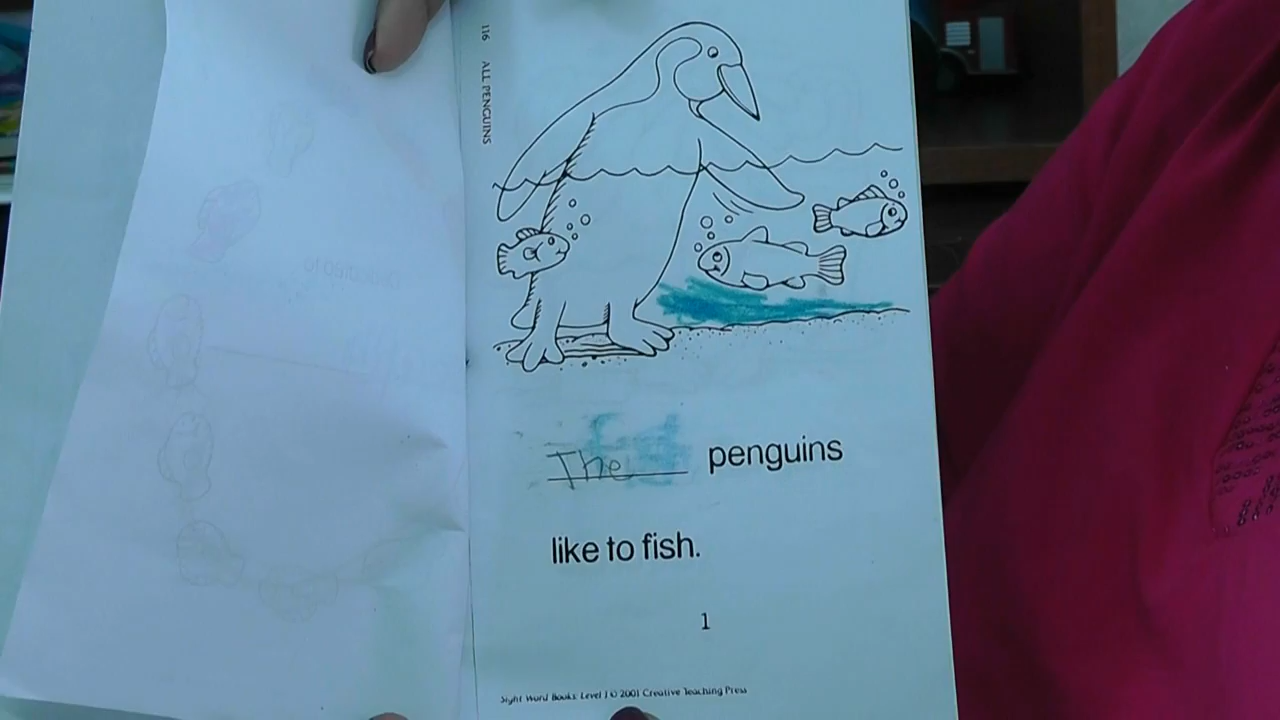 116 ALL PENGUINS
The penguins
like to fish.
1
Sight Word Books: Level 1 © 2001 Creative Teaching Press